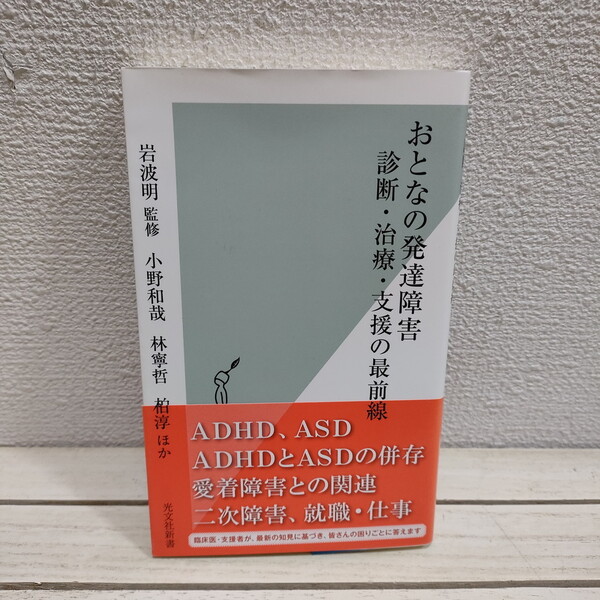 おとなの発達障害
診断・治療・支援の最前線
岩波明 監修 小野和哉 林寧哲 柏淳 ほか
ADHD、ASD
ADHDとASDの併存
愛着障害との関連
二次障害、就職・仕事
臨床医・支援者が、最新の知見に基づき、皆さんの困りごとに答えます
光文社新書